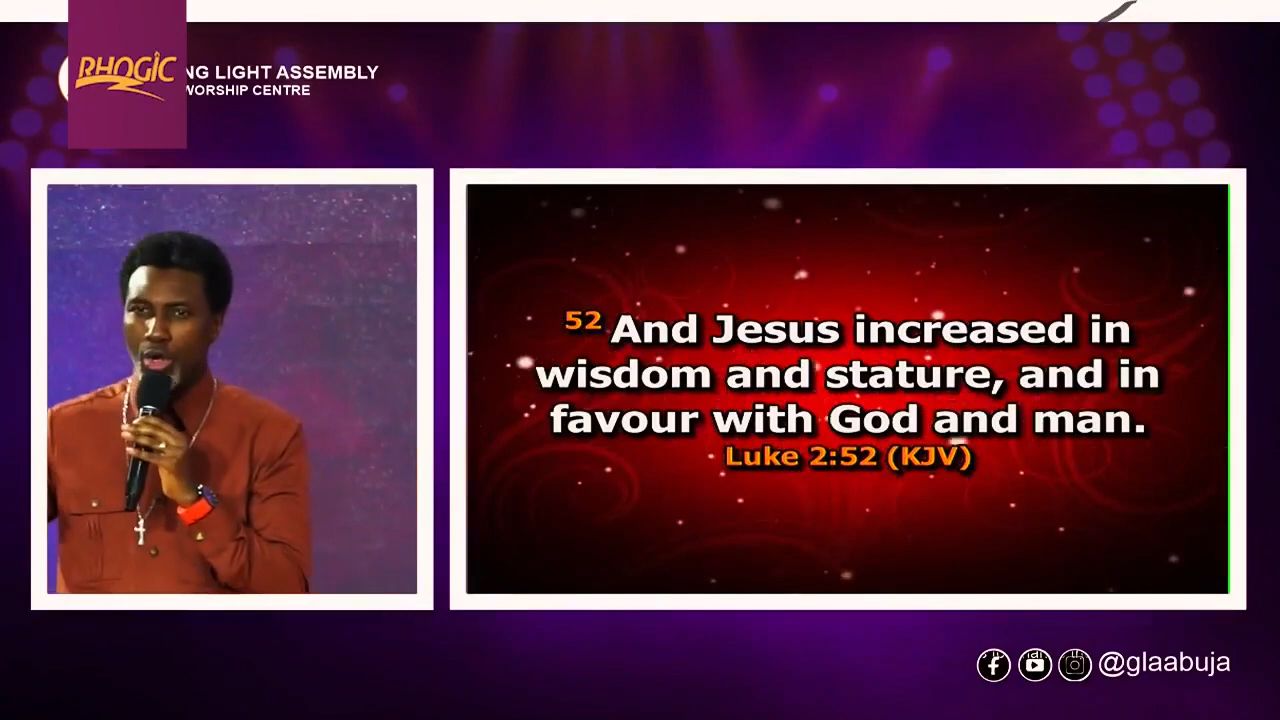 RHOGIC
NG LIGHT ASSEMBLY
WORSHIP CENTRE
52 And Jesus increased in
wisdom and stature, and in
favour with God and man.
Luke 2:52 (KJV)
@glaabuja